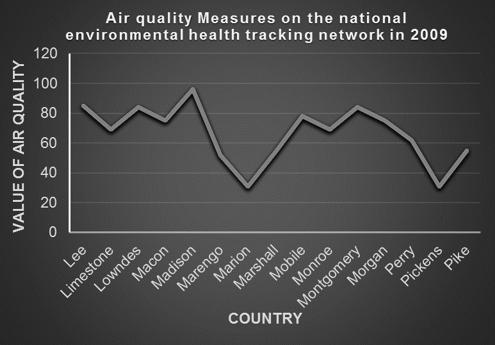 Air quality Measures on the national
environmental health tracking network in 2009
VALUE OF AIR QUALITY
120
100
80
60
40
20
0
Lee
Limestone
Lowndes
Macon
Madison
Marengo
Marion
Marshall
Mobile
Monroe
Montgomery
Morgan
Perry
Pickens
Pike
COUNTRY